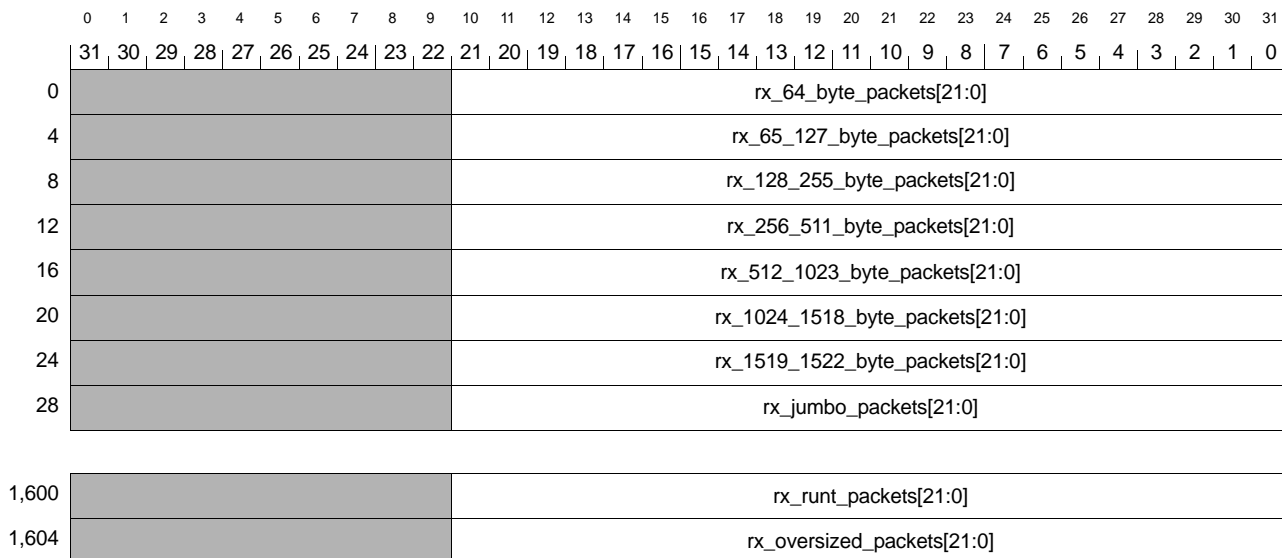 0 1 2 3 4 5 6 7 8 9 10 11 12 13 14 15 16 17 18 19 20 21 22 23 24 25 26 27 28 29 30 31
31 30 29 28 27 26 25 24 23 22 21 20 19 18 17 16 15 14 13 12 11 10 9 8 7 6 5 4 3 2 1 0
0 rx_64_byte_packets[21:0]
4 rx_65_127_byte_packets[21:0]
8 rx_128_255_byte_packets[21:0]
12 rx_256_511_byte_packets[21:0]
16 rx_512_1023_byte_packets[21:0]
20 rx_1024_1518_byte_packets[21:0]
24 rx_1519_1522_byte_packets[21:0]
28 rx_jumbo_packets[21:0]
1,600 rx_runt_packets[21:0]
1,604 rx_oversized_packets[21:0]